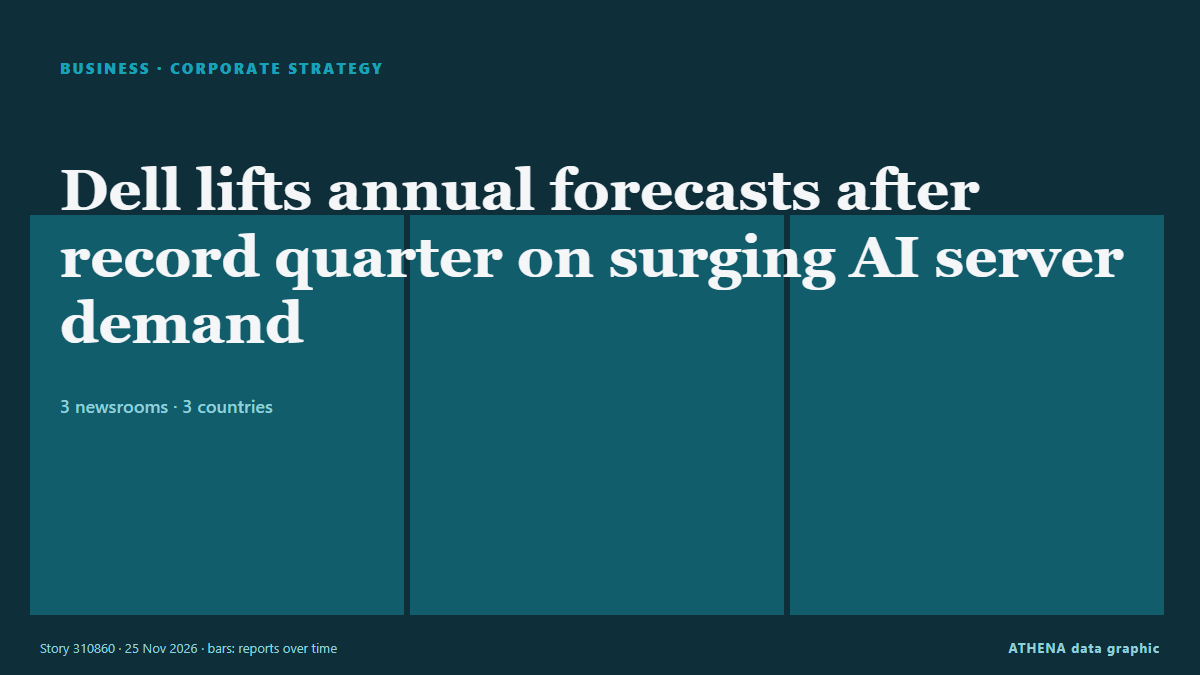 BUSINESS · CORPORATE STRATEGY
Dell lifts annual forecasts after
record quarter on surging AI server
demand
3 newsrooms · 3 countries
Story 310860 · 25 Nov 2026 · bars: reports over time
ATHENA data graphic